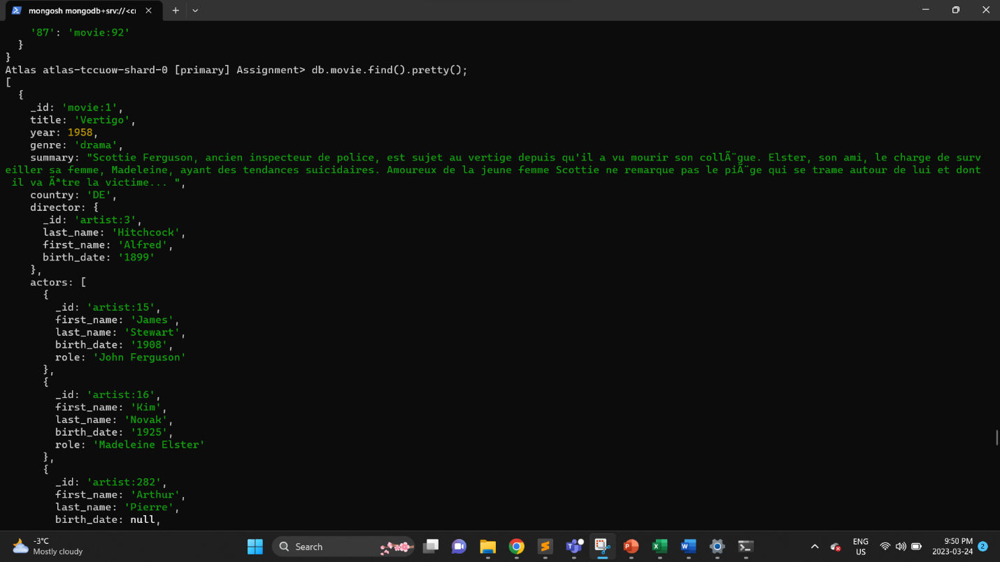 mongosh mongodb+srv://<cr
'87': 'movie:92'
}
}
Atlas atlas-tccuow-shard-0 [primary] Assignment> db.movie.find().pretty();
[
{
_id: 'movie:1',
title: 'Vertigo',
year: 1958,
genre: 'drama',
summary: "Scottie Ferguson, ancien inspecteur de police, est sujet au vertige depuis qu'il a vu mourir son collÃ¨gue. Elster, son ami, le charge de surv
eiller sa femme, Madeleine, ayant des tendances suicidaires. Amoureux de la jeune femme Scottie ne remarque pas le piÃ¨ge qui se trame autour de lui et dont
il va Ãªtre la victime... ",
country: 'DE',
director: {
_id: 'artist:3',
last_name: 'Hitchcock',
first_name: 'Alfred',
birth_date: '1899'
},
actors: [
{
_id: 'artist:15',
first_name: 'James',
last_name: 'Stewart',
birth_date: '1908',
role: 'John Ferguson'
},
{
_id: 'artist:16',
first_name: 'Kim',
last_name: 'Novak',
birth_date: '1925',
role: 'Madeleine Elster'
},
{
_id: 'artist:282',
first_name: 'Arthur',
last_name: 'Pierre',
birth_date: null,
-3°C
Mostly cloudy
Search
ENG
US
9:50 PM
2023-03-24
2